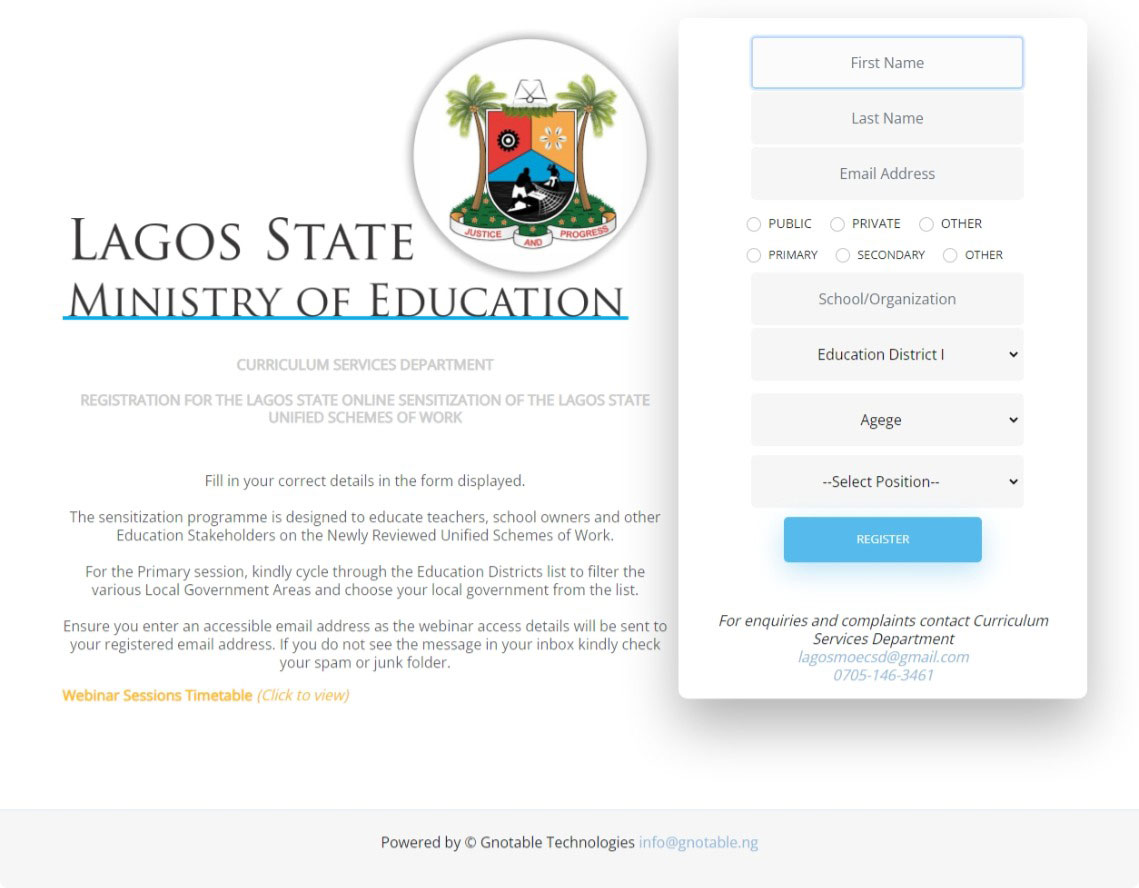 LAGOS STATE
MINISTRY OF EDUCATION
JUSTICE AND PROGRESS
CURRICULUM SERVICES DEPARTMENT
REGISTRATION FOR THE LAGOS STATE ONLINE SENSITIZATION OF THE LAGOS STATE
UNIFIED SCHEMES OF WORK
Fill in your correct details in the form displayed.
The sensitization programme is designed to educate teachers, school owners and other
Education Stakeholders on the Newly Reviewed Unified Schemes of Work.
For the Primary session, kindly cycle through the Education Districts list to filter the
various Local Government Areas and choose your local government from the list.
Ensure you enter an accessible email address as the webinar access details will be sent to
your registered email address. If you do not see the message in your inbox kindly check
your spam or junk folder.
Webinar Sessions Timetable (Click to view)
First Name
Last Name
Email Address
PUBLIC PRIVATE OTHER
PRIMARY SECONDARY OTHER
School/Organization
Education District I
Agege
--Select Position--
REGISTER
For enquiries and complaints contact Curriculum
Services Department
lagosmoecsd@gmail.com
0705-146-3461
Powered by © Gnotable Technologies info@gnotable.ng